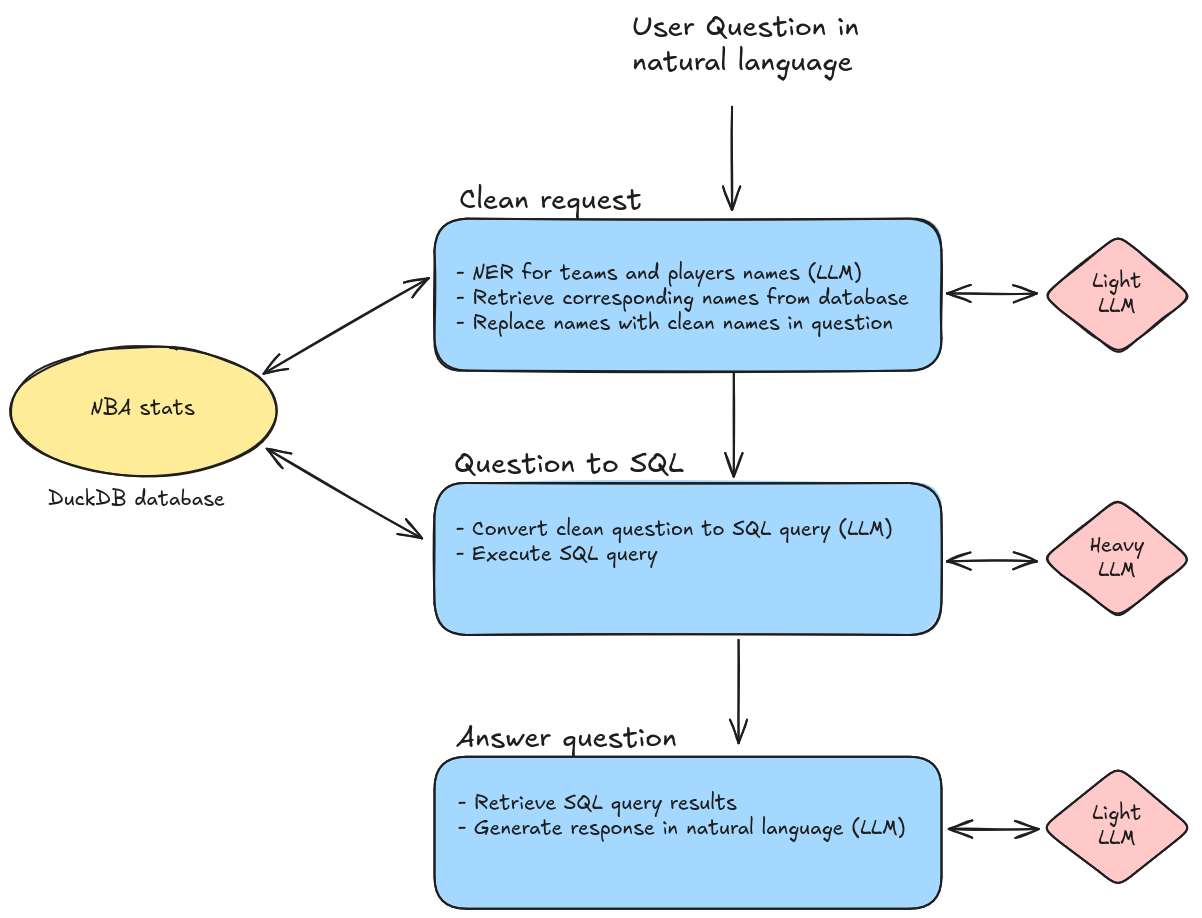 User Question in
natural language
Clean request
- NER for teams and players names (LLM)
- Retrieve corresponding names from database
- Replace names with clean names in question
Light
LLM
NBA stats
DuckDB database
Question to SQL
- Convert clean question to SQL query (LLM)
- Execute SQL query
Heavy
LLM
Answer question
- Retrieve SQL query results
- Generate response in natural language (LLM)
Light
LLM